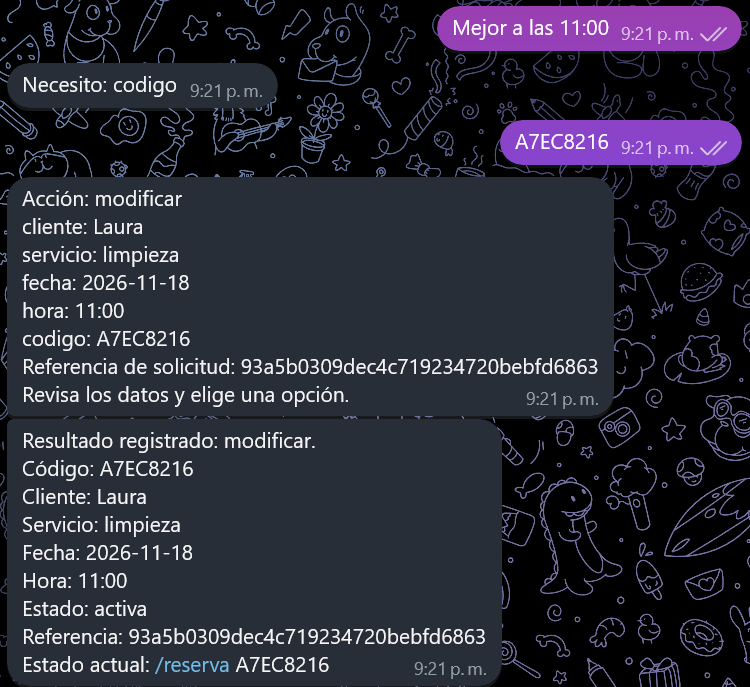 Mejor a las 11:00 9:21 p. m.
Necesito: codigo 9:21 p. m.
A7EC8216 9:21 p. m.
Acción: modificar
cliente: Laura
servicio: limpieza
fecha: 2026-11-18
hora: 11:00
codigo: A7EC8216
Referencia de solicitud: 93a5b0309dec4c719234720bebfd6863
Revisa los datos y elige una opción. 9:21 p. m.
Resultado registrado: modificar.
Código: A7EC8216
Cliente: Laura
Servicio: limpieza
Fecha: 2026-11-18
Hora: 11:00
Estado: activa
Referencia: 93a5b0309dec4c719234720bebfd6863
Estado actual: /reserva A7EC8216 9:21 p. m.